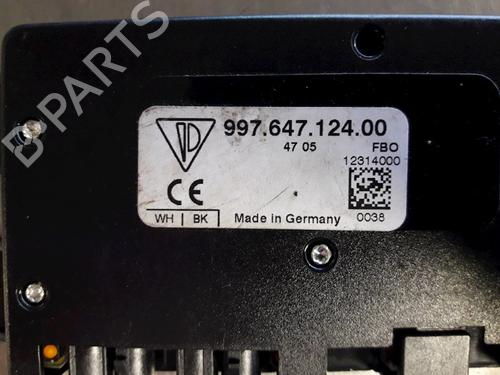 B-PARTS
997.647.124.00
47 05 FBO
12314000
CE
WH BK Made in Germany 0038